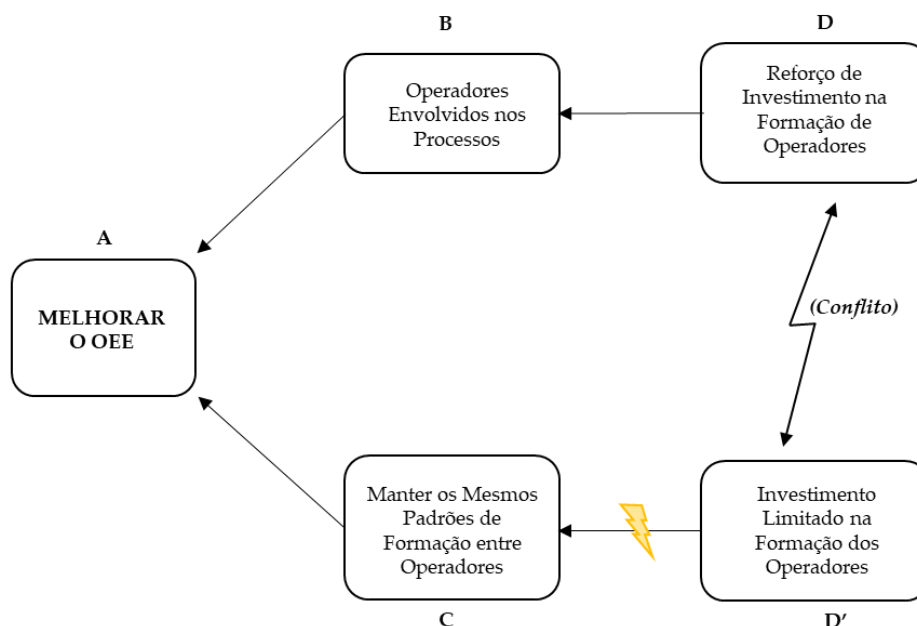 B
Operadores
Envolvidos nos
Processos
D
Reforço de
Investimento na
Formação de
Operadores
A
MELHORAR
O OEE
(Conflito)
Manter os Mesmos
Padrões de
Formação entre
Operadores
C
Investimento
Limitado na
Formação dos
Operadores
D'